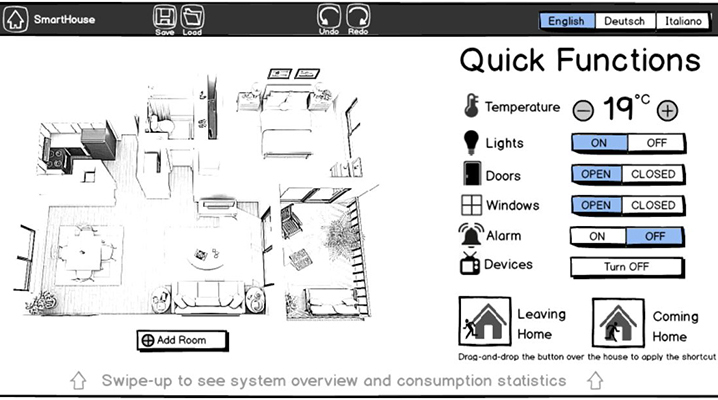 SmartHouse
Save Load
Undo Redo
English Deutsch Italiano
Quick Functions
Temperature 19°C
Lights ON OFF
Doors OPEN CLOSED
Windows OPEN CLOSED
Alarm ON OFF
Devices Turn OFF
Leaving Home
Coming Home
Drag-and-drop the button over the house to apply the shortcut
Add Room
Swipe-up to see system overview and consumption statistics